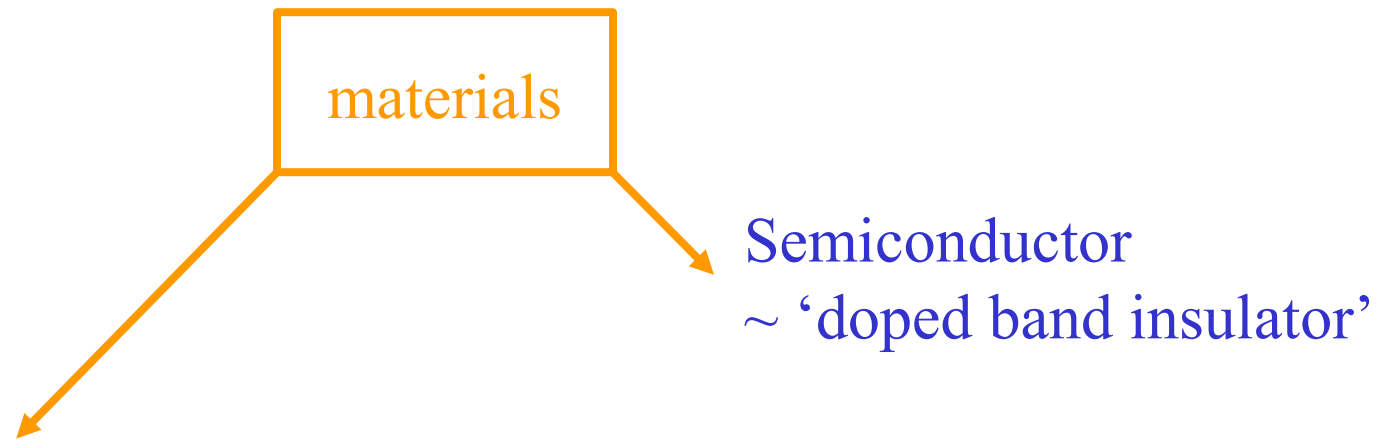 materials
Semiconductor
~ ‘doped band insulator’